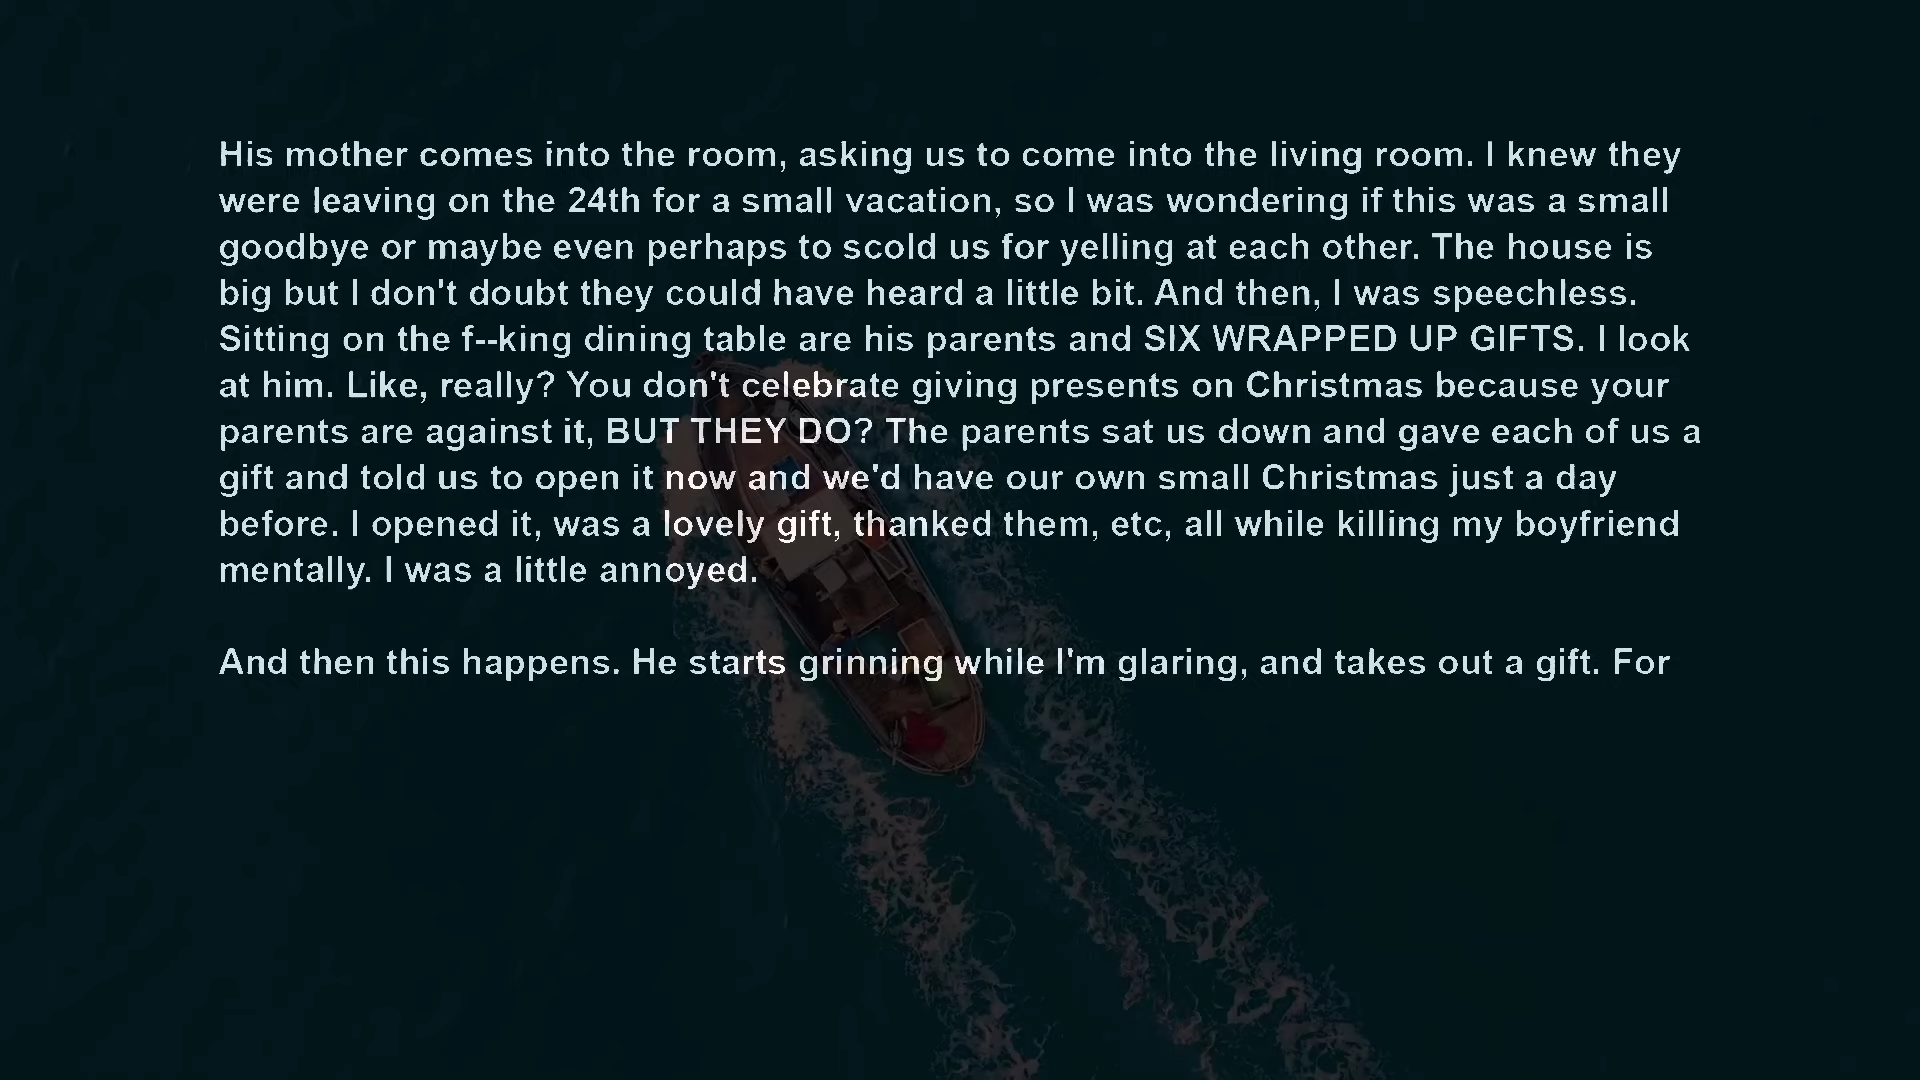 His mother comes into the room, asking us to come into the living room. I knew they
were leaving on the 24th for a small vacation, so I was wondering if this was a small
goodbye or maybe even perhaps to scold us for yelling at each other. The house is
big but I don't doubt they could have heard a little bit. And then, I was speechless.
Sitting on the f--king dining table are his parents and SIX WRAPPED UP GIFTS. I look
at him. Like, really? You don't celebrate giving presents on Christmas because your
parents are against it, BUT THEY DO? The parents sat us down and gave each of us a
gift and told us to open it now and we'd have our own small Christmas just a day
before. I opened it, was a lovely gift, thanked them, etc, all while killing my boyfriend
mentally. I was a little annoyed.
And then this happens. He starts grinning while I'm glaring, and takes out a gift. For